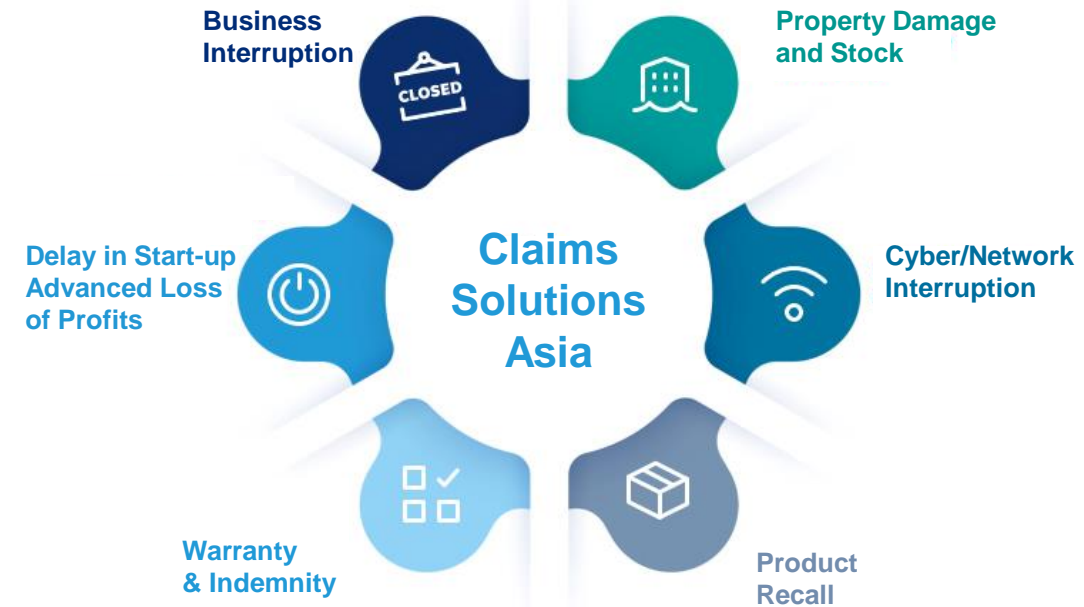 Business
Interruption
CLOSED
Property Damage
and Stock
Delay in Start-up
Advanced Loss
of Profits
Claims
Solutions
Asia
Cyber/Network
Interruption
Warranty
& Indemnity
Product
Recall